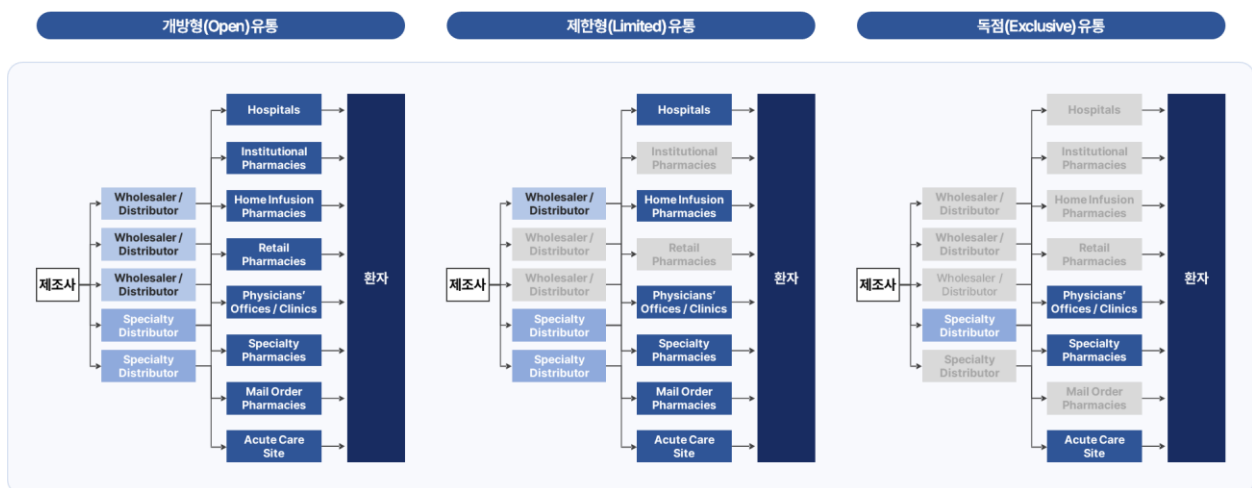 개방형(Open) 유통
제한형(Limited) 유통
독점(Exclusive) 유통
제조사
Wholesaler /
Distributor
Wholesaler /
Distributor
Wholesaler /
Distributor
Specialty
Distributor
Specialty
Distributor
Hospitals
Institutional
Pharmacies
Home Infusion
Pharmacies
Retail
Pharmacies
Physicians'
Offices / Clinics
Specialty
Pharmacies
Mail Order
Pharmacies
Acute Care
Site
환자
제조사
Wholesaler /
Distributor
Wholesaler /
Distributor
Wholesaler /
Distributor
Specialty
Distributor
Specialty
Distributor
Hospitals
Institutional
Pharmacies
Home Infusion
Pharmacies
Retail
Pharmacies
Physicians'
Offices / Clinics
Specialty
Pharmacies
Mail Order
Pharmacies
Acute Care
Site
환자
제조사
Wholesaler /
Distributor
Wholesaler /
Distributor
Wholesaler /
Distributor
Specialty
Distributor
Specialty
Distributor
Hospitals
Institutional
Pharmacies
Home Infusion
Pharmacies
Retail
Pharmacies
Physicians'
Offices / Clinics
Specialty
Pharmacies
Mail Order
Pharmacies
Acute Care
Site
환자